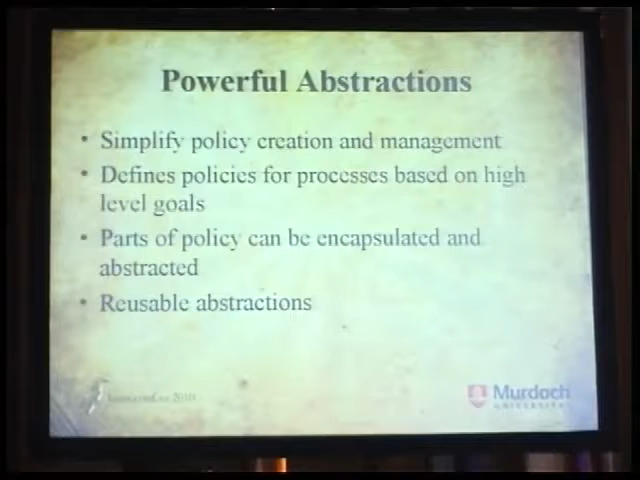 Powerful Abstractions
• Simplify policy creation and management
• Defines policies for processes based on high
level goals
• Parts of policy can be encapsulated and
abstracted
• Reusable abstractions
2010
Murdoch
UNIVERSITY